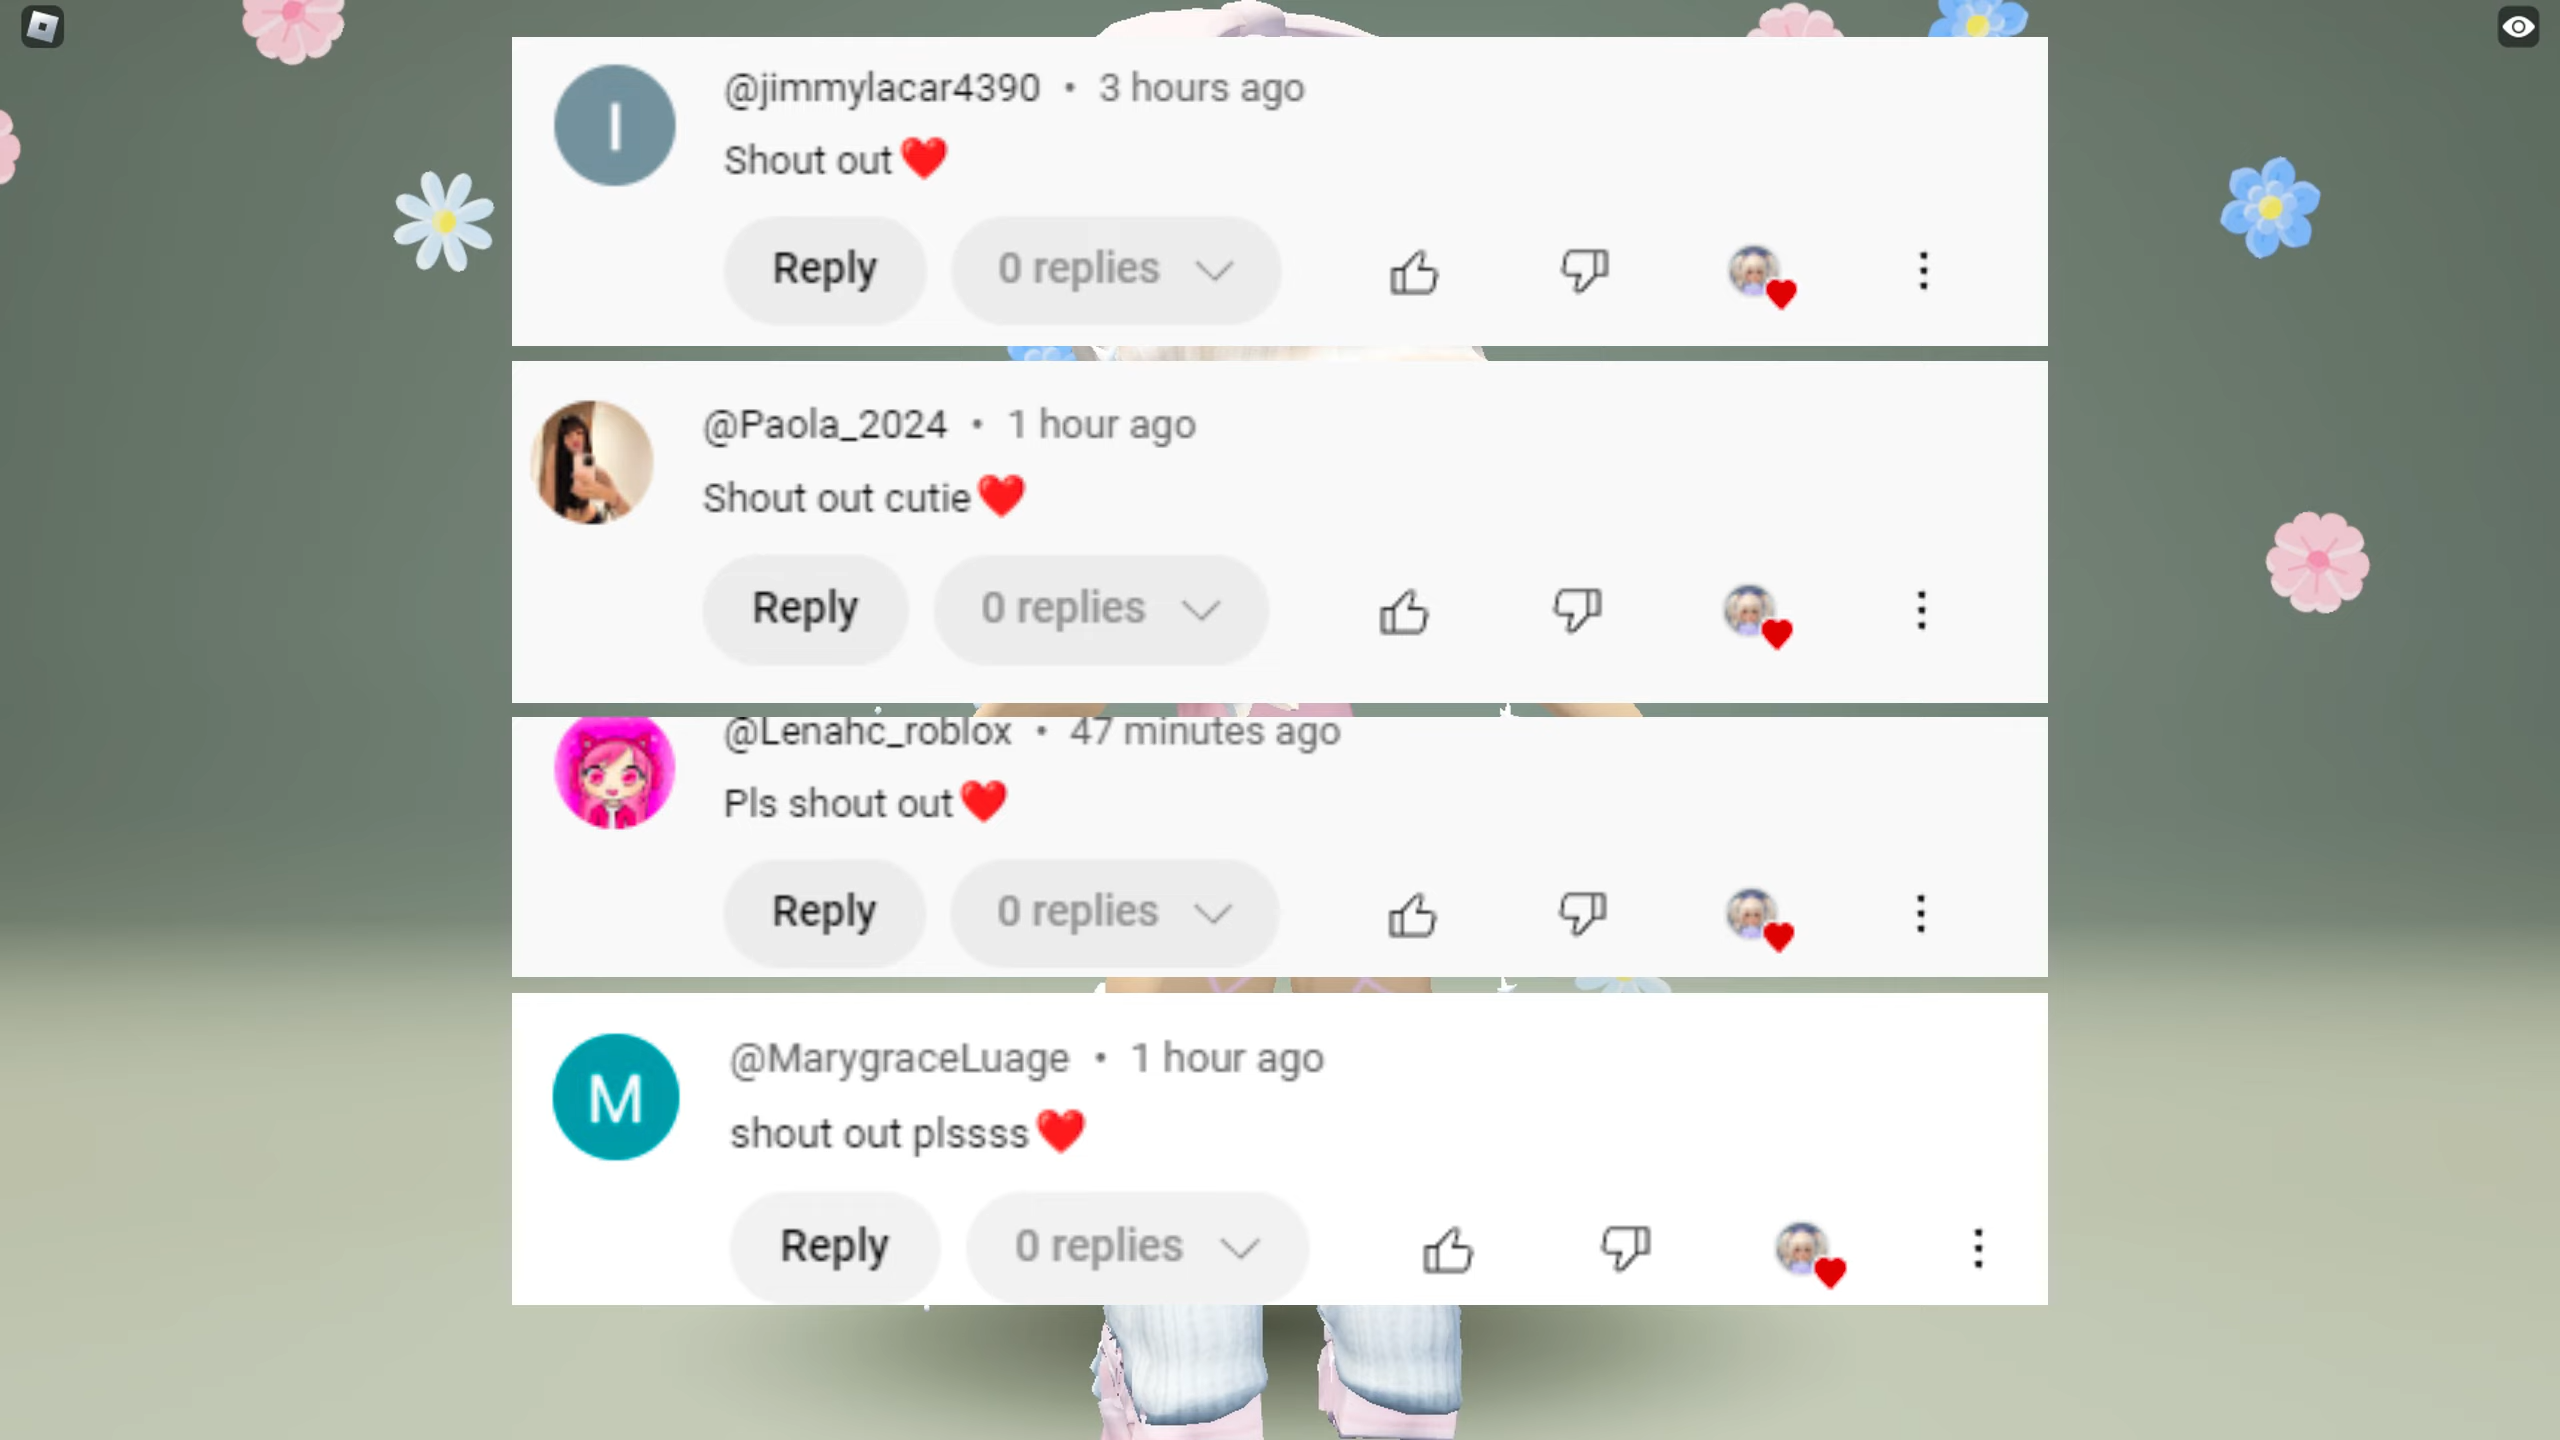 I
@jimmylacar4390 • 3 hours ago
Shout out❤️
Reply 0 replies
@Paola_2024 • 1 hour ago
Shout out cutie❤️
Reply 0 replies
@Lenahc_roblox • 47 minutes ago
Pls shout out❤️
Reply 0 replies
M
@MarygraceLuage • 1 hour ago
shout out plssss❤️
Reply 0 replies